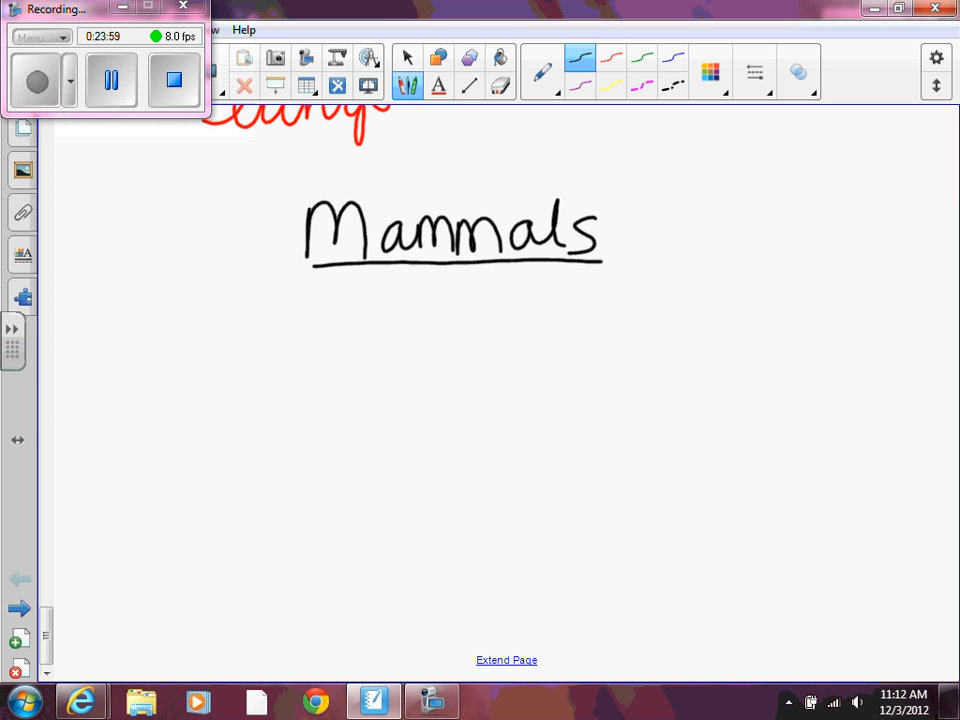 Recording...
Menu
0:23:59
8.0 fps
Help
Mammals
Extend Page
11:12 AM
12/3/2012